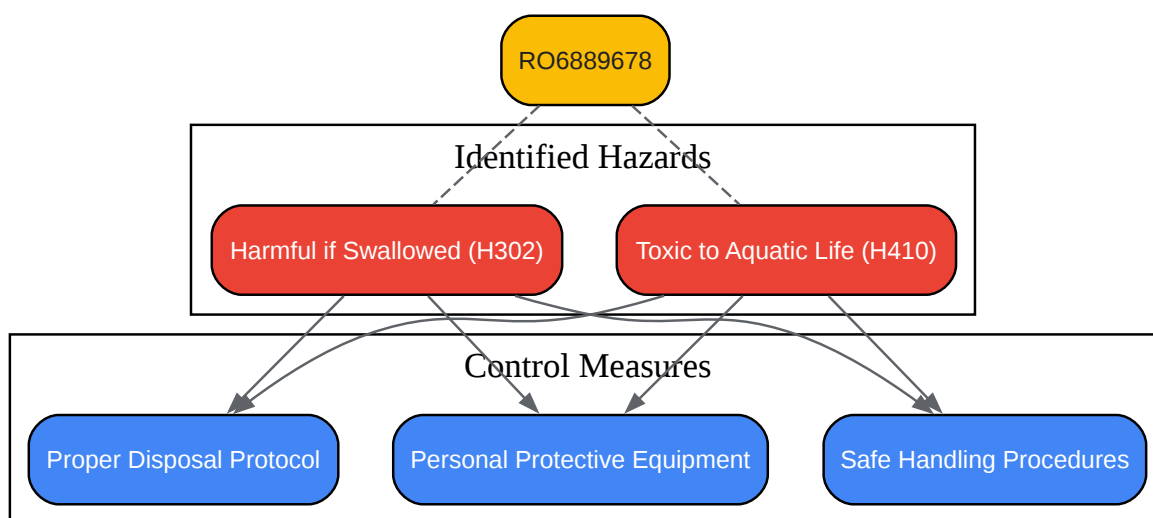 RO6889678
Identified Hazards
Harmful if Swallowed (H302)
Toxic to Aquatic Life (H410)
Control Measures
Proper Disposal Protocol
Personal Protective Equipment
Safe Handling Procedures